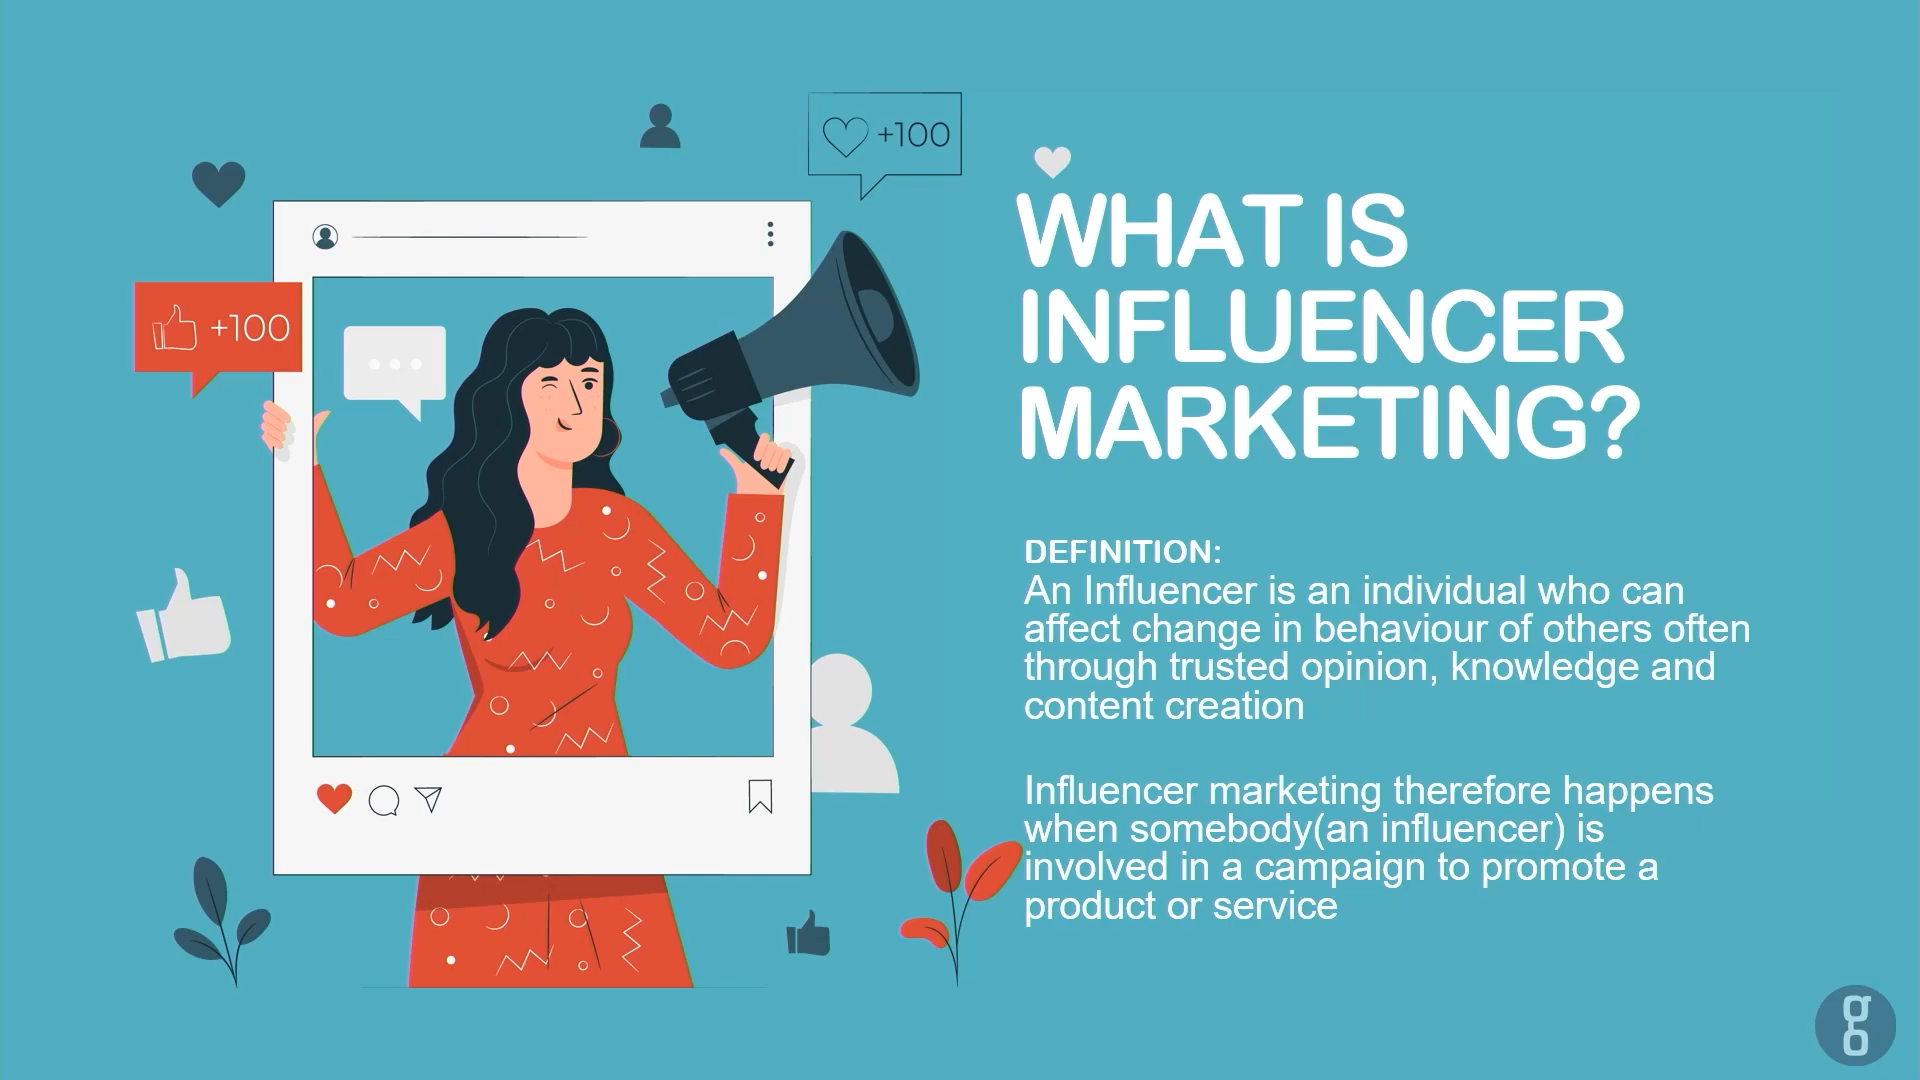 +100
+100
WHAT IS
INFLUENCER
MARKETING?
DEFINITION:
An Influencer is an individual who can
affect change in behaviour of others often
through trusted opinion, knowledge and
content creation
Influencer marketing therefore happens
when somebody(an influencer) is
involved in a campaign to promote a
product or service
go